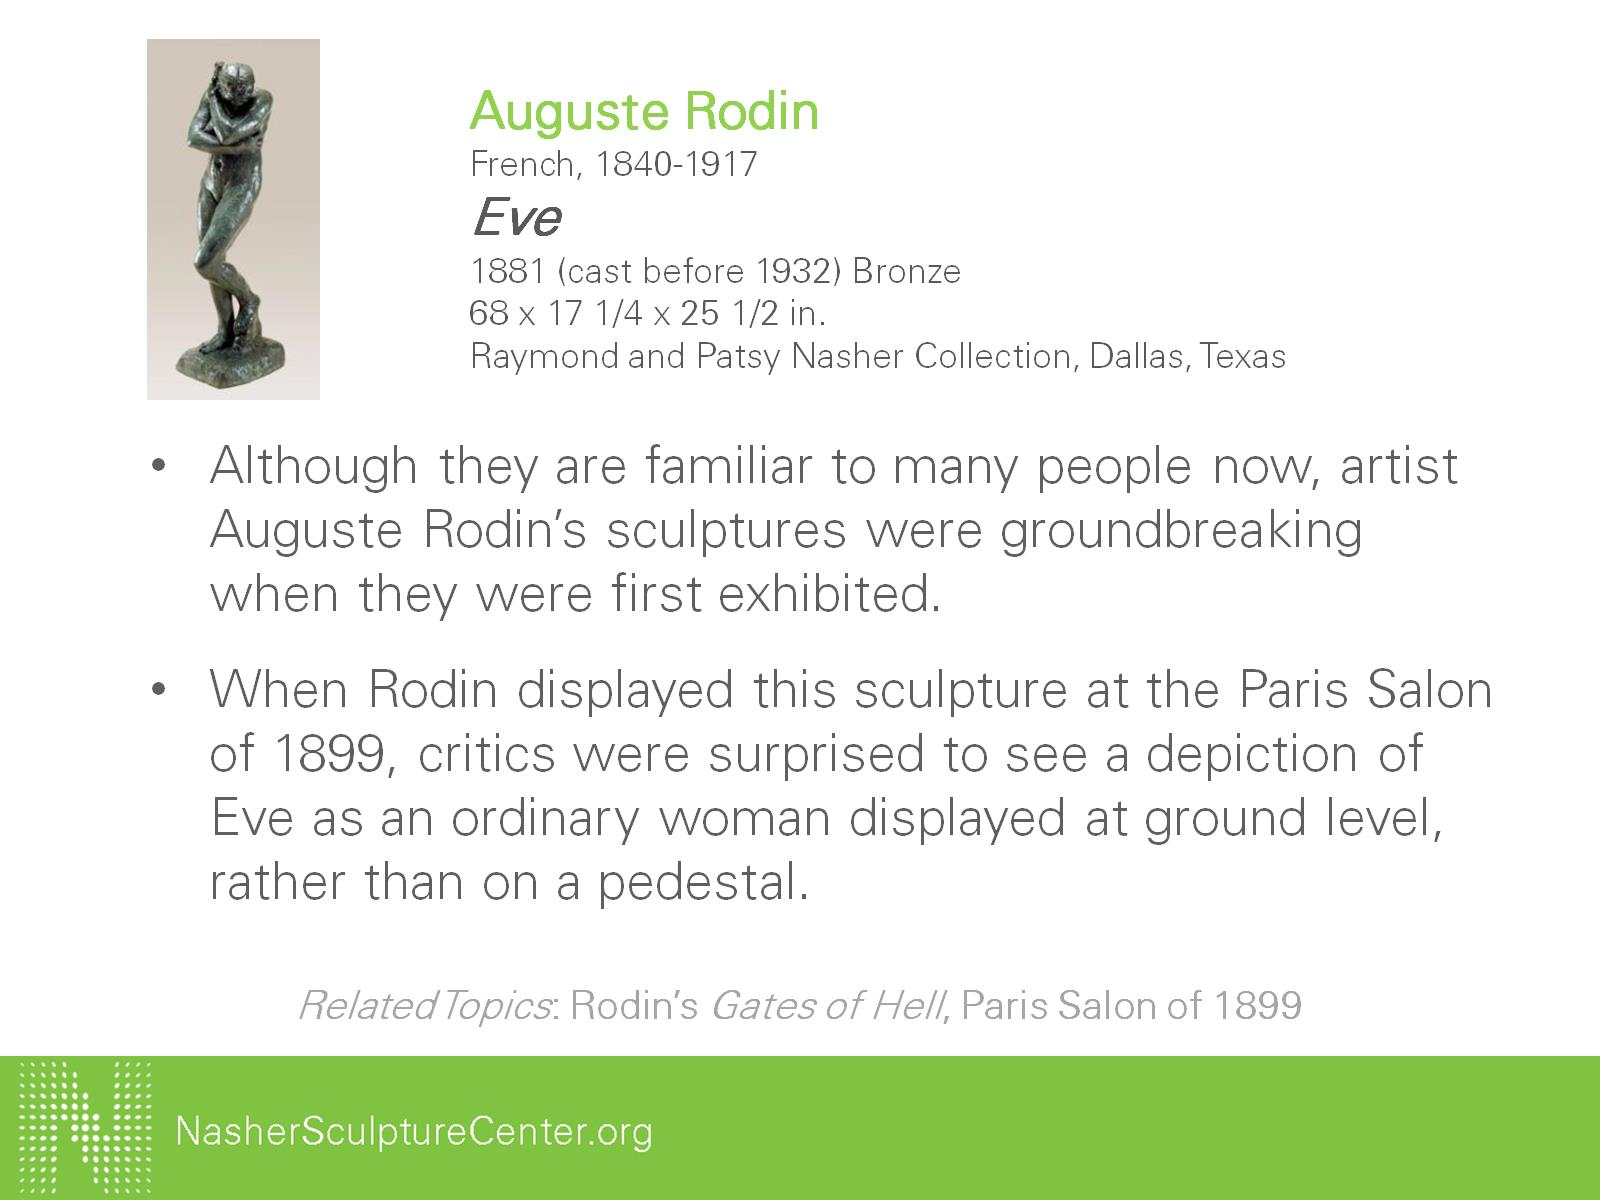 Auguste Rodin
French, 1840-1917
Eve
1881 (cast before 1932) Bronze
68 x 17 1/4 x 25 1/2 in.
Raymond and Patsy Nasher Collection, Dallas, Texas
• Although they are familiar to many people now, artist
Auguste Rodin’s sculptures were groundbreaking
when they were first exhibited.
• When Rodin displayed this sculpture at the Paris Salon
of 1899, critics were surprised to see a depiction of
Eve as an ordinary woman displayed at ground level,
rather than on a pedestal.
Related Topics: Rodin’s Gates of Hell, Paris Salon of 1899
N
NasherSculptureCenter.org